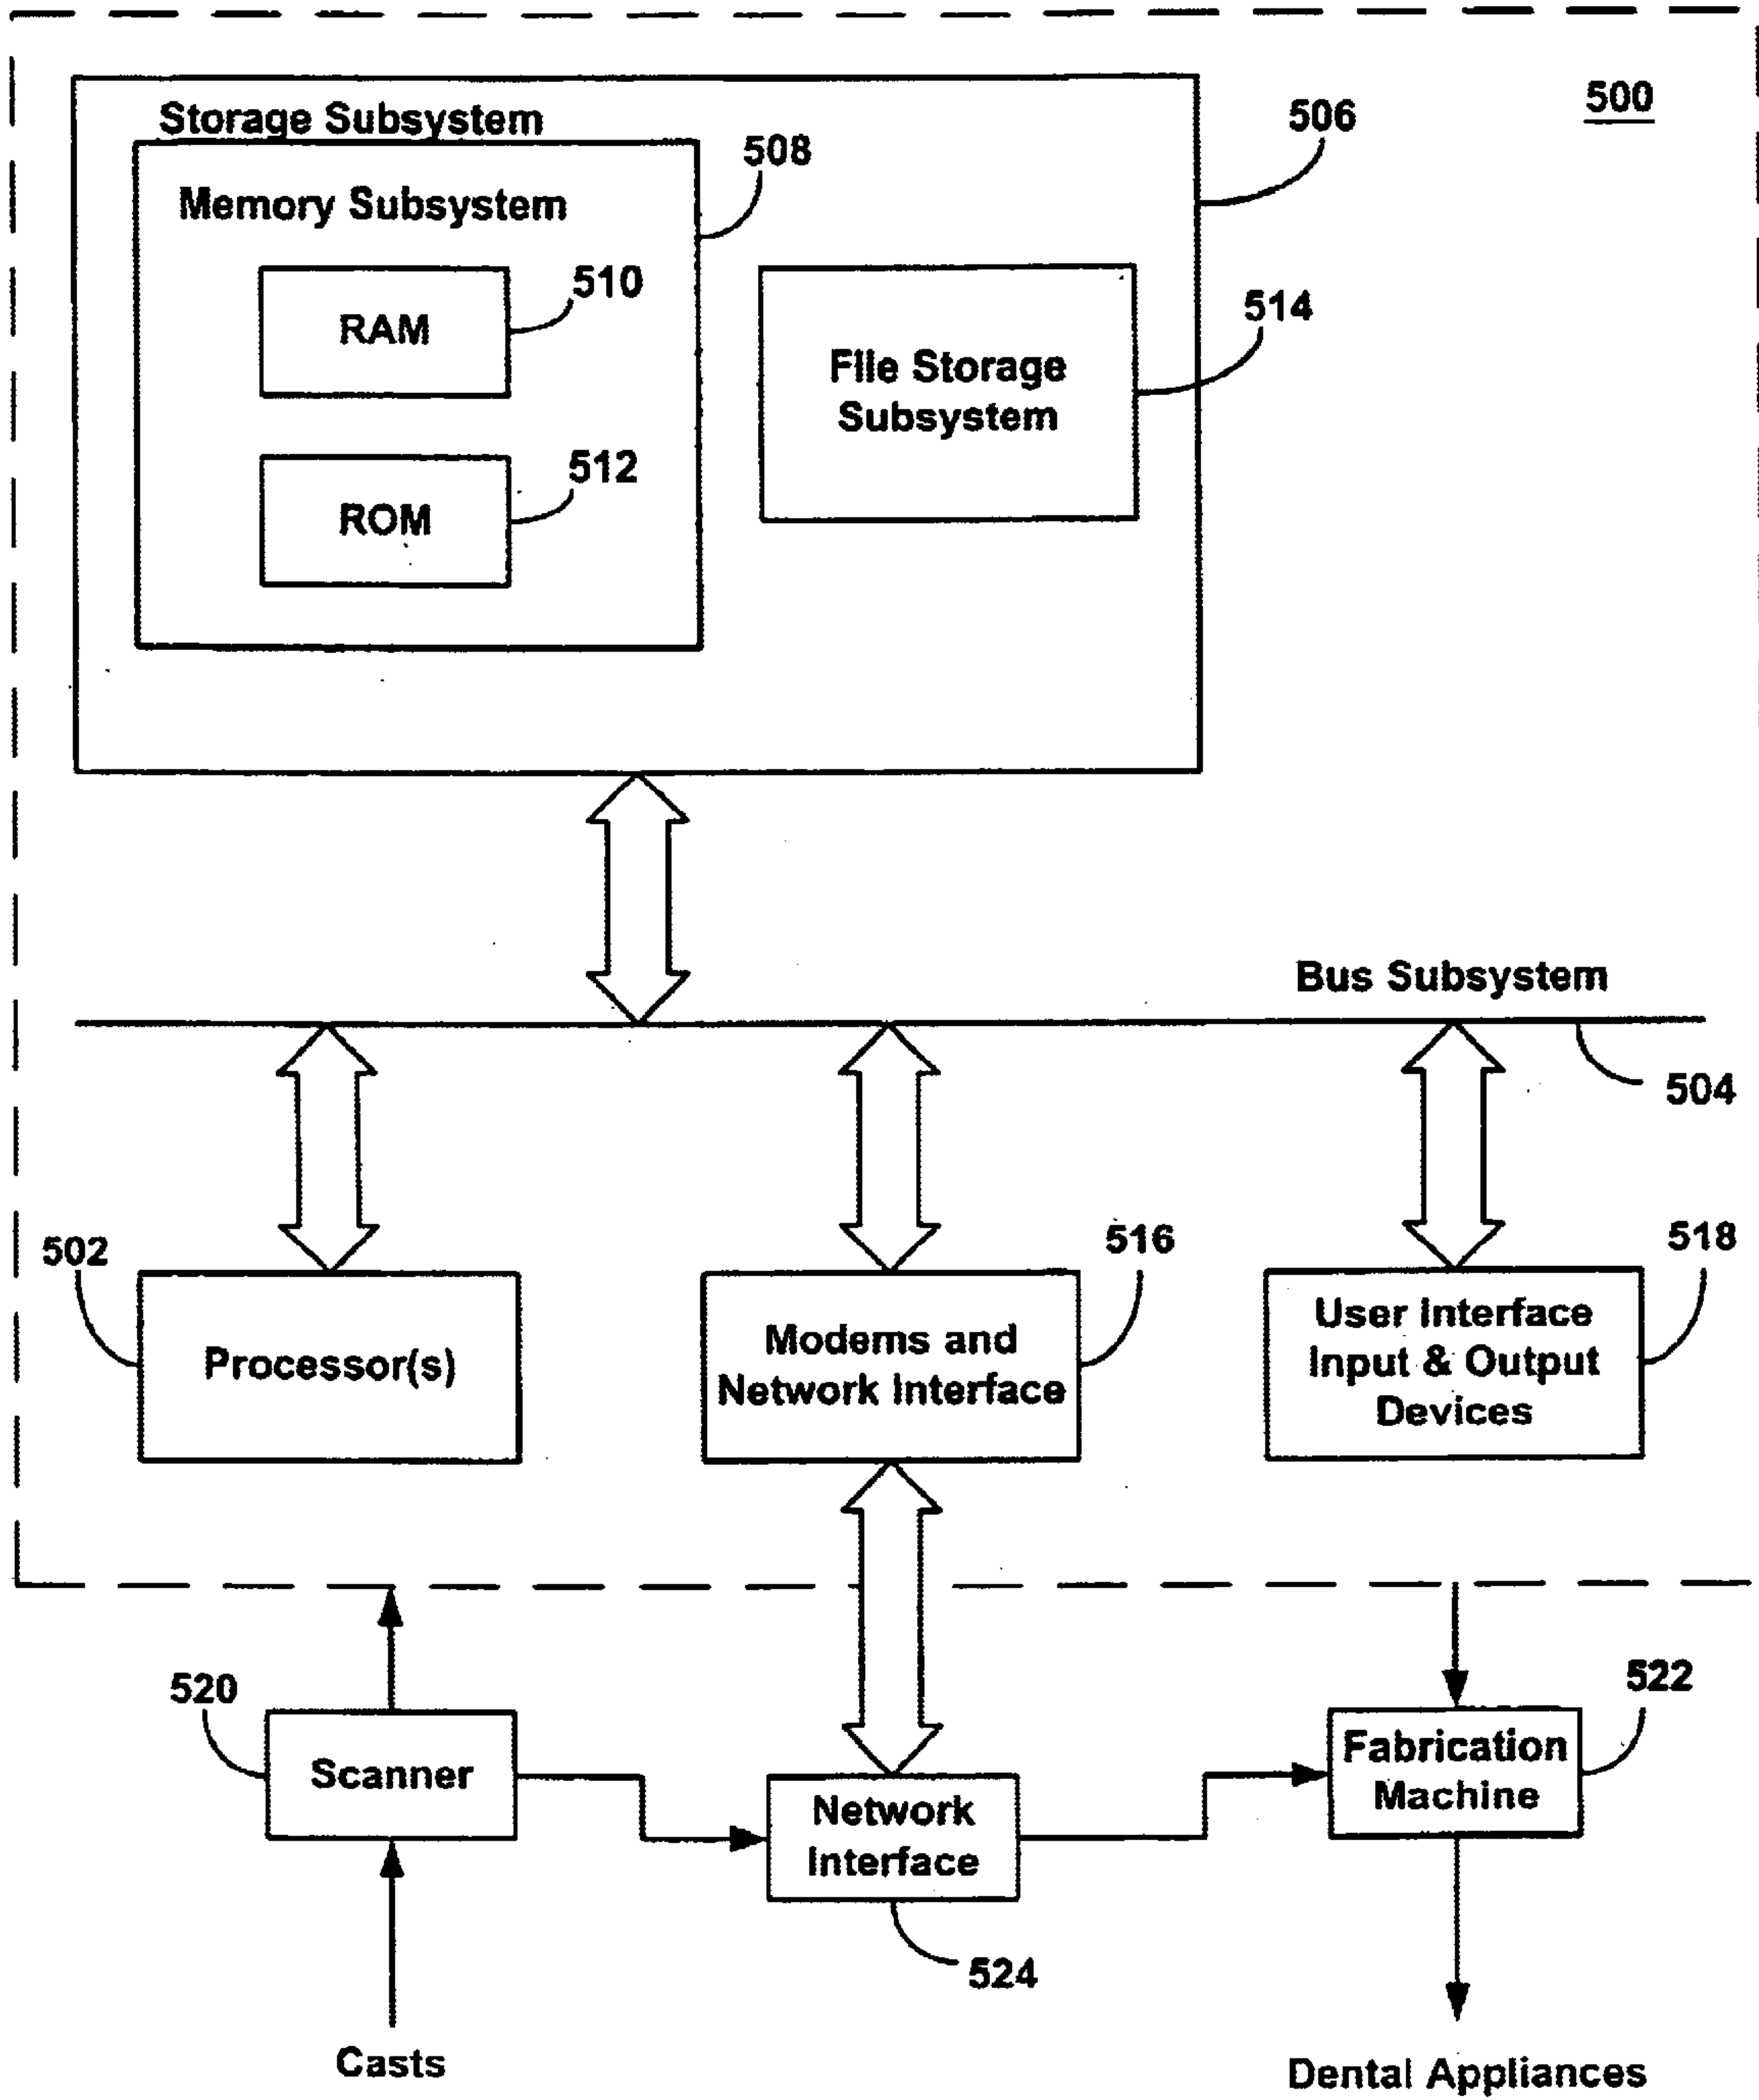 500
Storage Subsystem
506
508
Memory Subsystem
RAM
510
File Storage
Subsystem
514
ROM
512
Bus Subsystem
504
502
Processor(s)
516
Modems and
Network Interface
518
User Interface
Input & Output
Devices
520
Scanner
Network
Interface
524
522
Fabrication
Machine
Casts
Dental Appliances